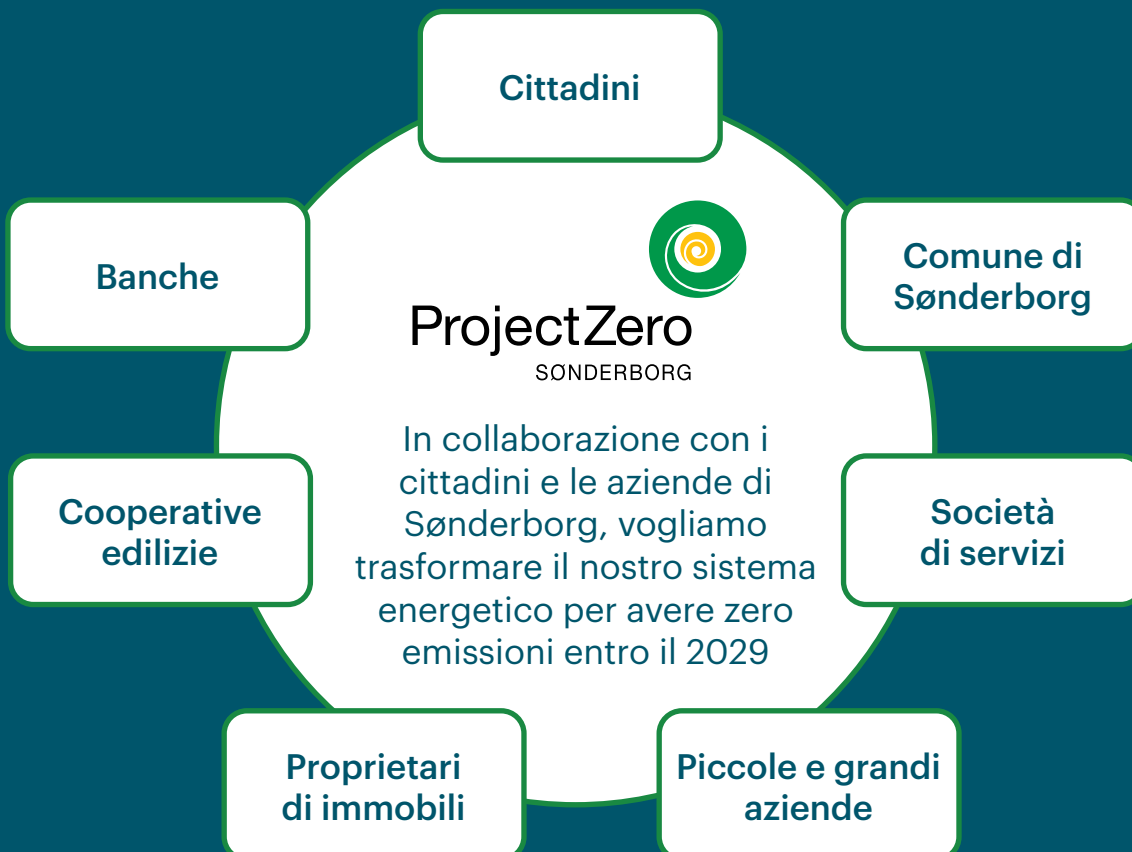 Cittadini
Banche
Comune di
Sønderborg
ProjectZero
SØNDERBORG
In collaborazione con i
cittadini e le aziende di
Sønderborg, vogliamo
trasformare il nostro sistema
energetico per avere zero
emissioni entro il 2029
Cooperative
edilizie
Società
di servizi
Proprietari
di immobili
Piccole e grandi
aziende